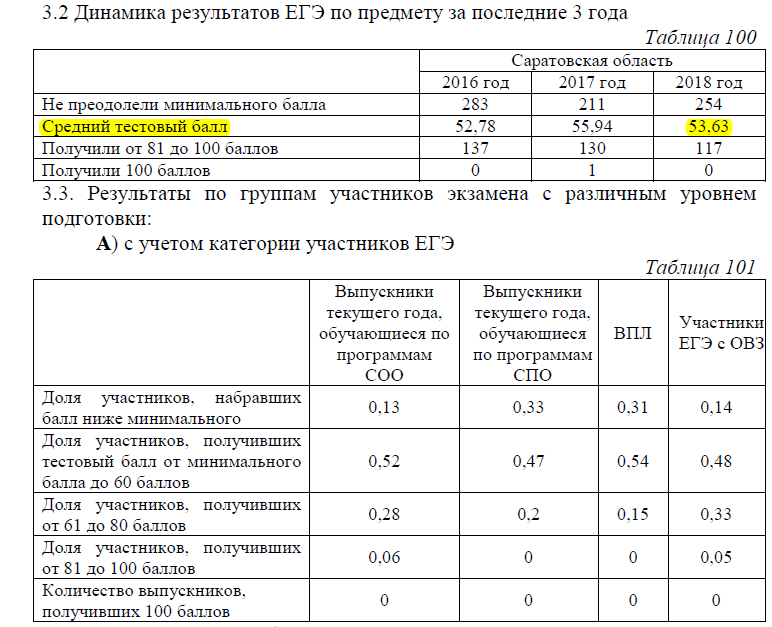 3.2 Динамика результатов ЕГЭ по предмету за последние 3 года
Таблица 100
Саратовская область
2016 год 2017 год 2018 год
Не преодолели минимального балла 283 211 254
Средний тестовый балл 52,78 55,94 53,63
Получили от 81 до 100 баллов 137 130 117
Получили 100 баллов 0 1 0
3.3. Результаты по группам участников экзамена с различным уровнем
подготовки:
А) с учетом категории участников ЕГЭ
Таблица 101
Выпускники
текущего года,
обучающиеся по
программам
СОО
Выпускники
текущего года,
обучающиеся
по программам
СПО
ВПЛ
Участники
ЕГЭ с ОВЗ
Доля участников, набравших
балл ниже минимального
0,13 0,33 0,31 0,14
Доля участников, получивших
тестовый балл от минимального
балла до 60 баллов
0,52 0,47 0,54 0,48
Доля участников, получивших
от 61 до 80 баллов
0,28 0,2 0,15 0,33
Доля участников, получивших
от 81 до 100 баллов
0,06 0 0 0,05
Количество выпускников,
получивших 100 баллов
0 0 0 0